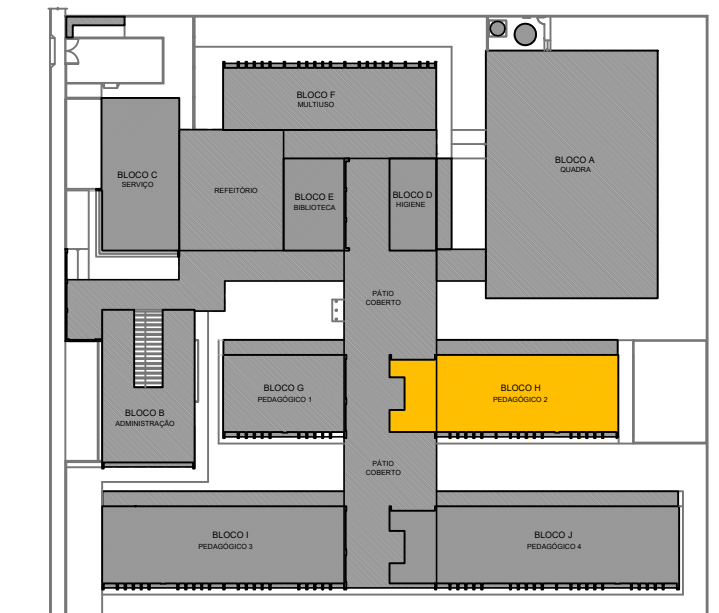 BLOCO F
MULTIUSO
BLOCO A
QUADRA
BLOCO C
SERVIÇO
REFEITÓRIO
BLOCO E
BIBLIOTECA
BLOCO D
HIGIENE
PÁTIO
COBERTO
BLOCO G
PEDAGÓGICO 1
BLOCO H
PEDAGÓGICO 2
BLOCO B
ADMINISTRAÇÃO
PÁTIO
COBERTO
BLOCO I
PEDAGÓGICO 3
BLOCO J
PEDAGÓGICO 4